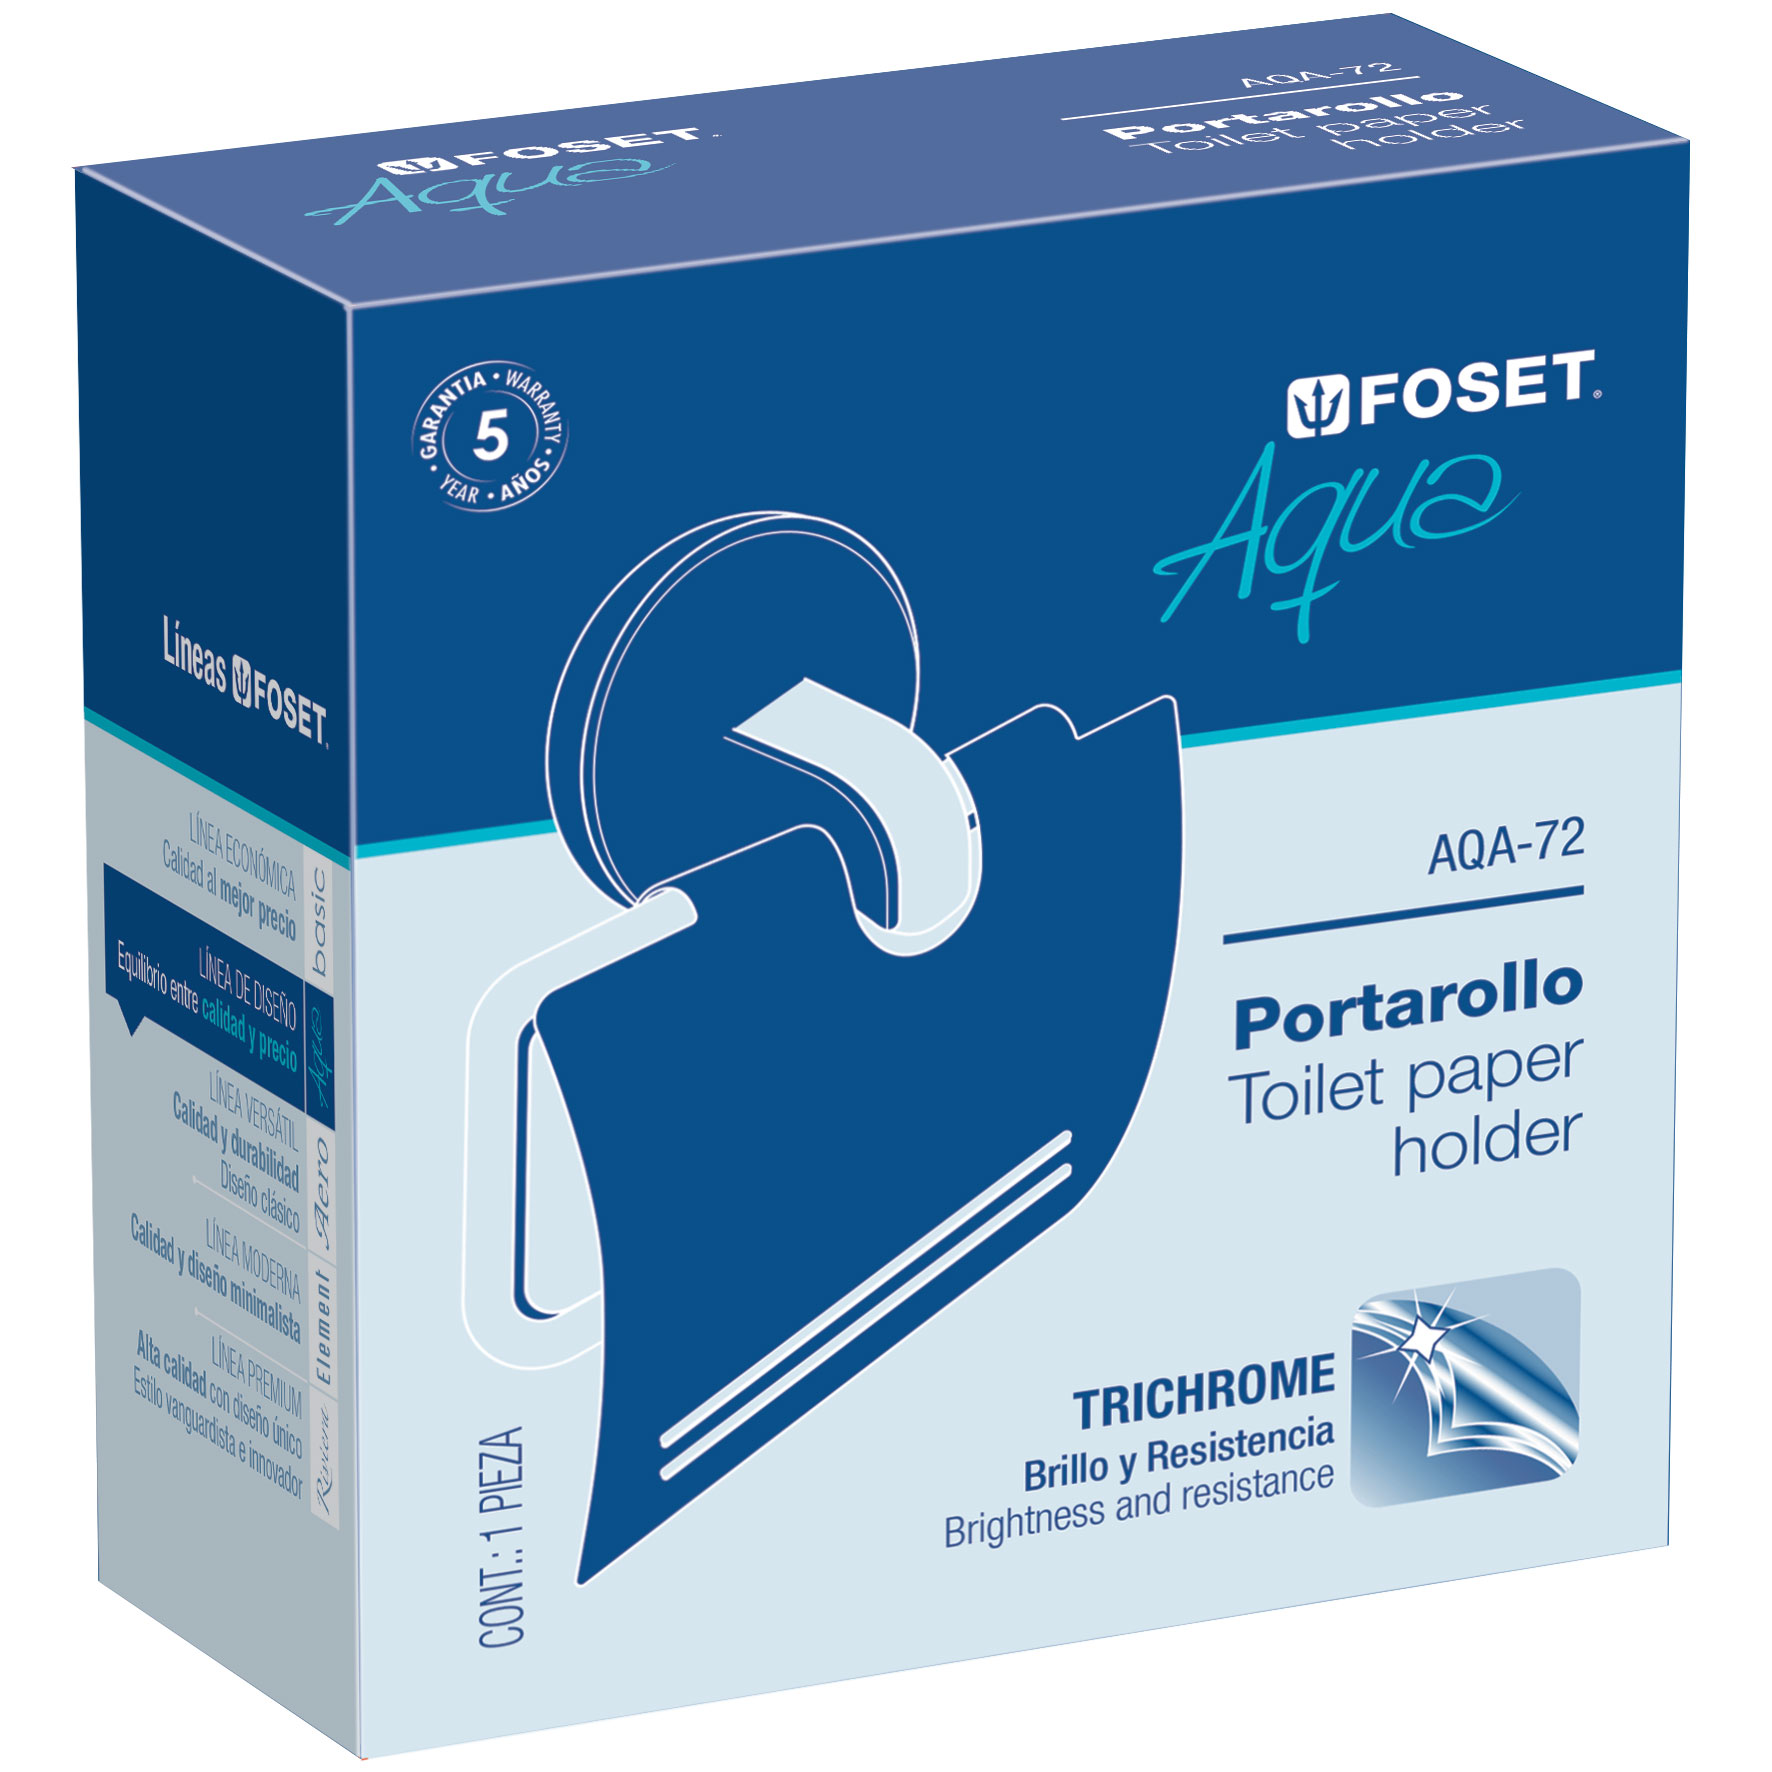 FOSET
Aqua
AQA-72
Portarollo
Toilet paper
holder
GARANTIA • WARRANTY
5
YEAR • AÑOS
FOSET®
Aqua
AQA-72
Portarollo
Toilet paper
holder
TRICHROME
Brillo y Resistencia
Brightness and resistance
CONT.: 1 PIEZA
Líneas FOSET
LÍNEA ECONÓMICA
Calidad al mejor precio
basic
LÍNEA DE DISEÑO
Equilibrio entre calidad y precio
Aqua
LÍNEA VERSÁTIL
Calidad y durabilidad
Diseño clásico
Aero
LÍNEA MODERNA
Calidad y diseño minimalista
Element
LÍNEA PREMIUM
Alta calidad con diseño único
Estilo vanguardista e innovador
Riviera